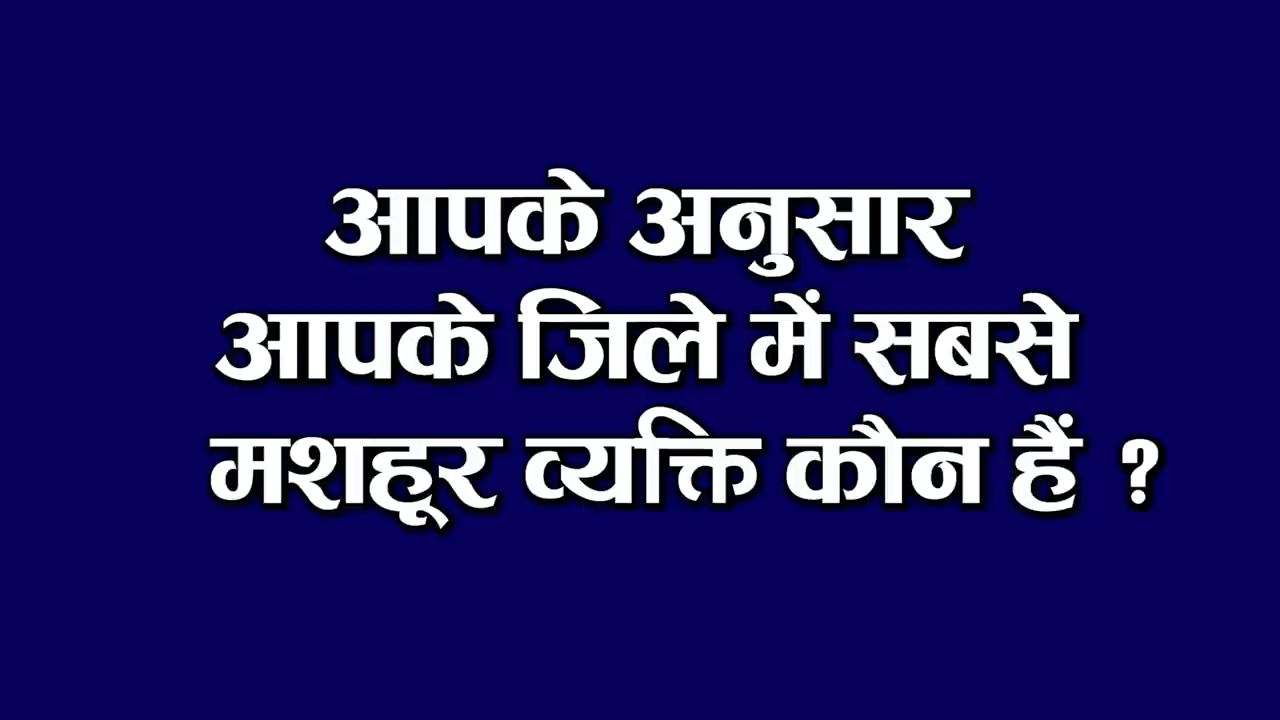 आपके अनुसार
आपके जिले में सबसे
मशहूर व्यक्ति कौन हैं ?